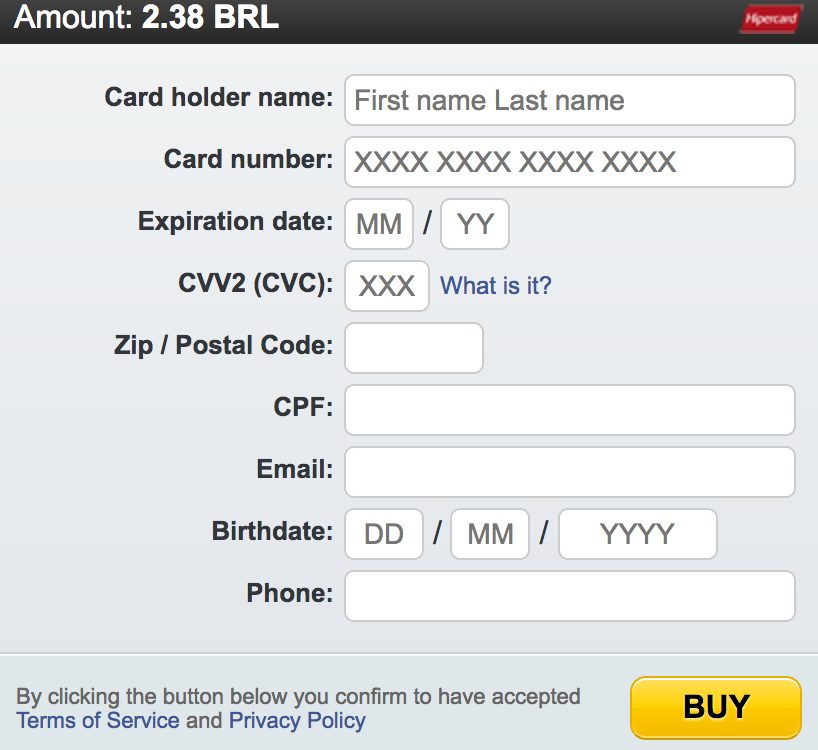 Amount: 2.38 BRL
Hipercard
Card holder name: First name Last name
Card number: XXXX XXXX XXXX XXXX
Expiration date: MM / YY
CVV2 (CVC): XXX What is it?
Zip / Postal Code:
CPF:
Email:
Birthdate: DD / MM / YYYY
Phone:
By clicking the button below you confirm to have accepted
Terms of Service and Privacy Policy
BUY